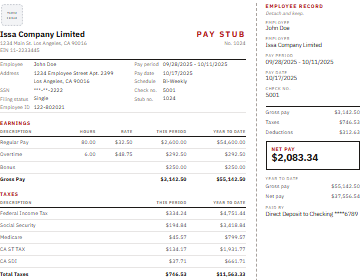 Issa Company Limited
PAY STUB
1234 Main St. Los Angeles, CA 90016
No. 1024
EIN 11-2233445
Employee John Doe Pay period 09/28/2025 - 10/11/2025
Address 1234 Employee Street Apt. 2399 Pay date 10/17/2025
Los Angeles, CA 90016 Schedule Bi-Weekly
SSN ***-**-2222 Check no. 5001
Filing status Single Stub no. 1024
Employee ID 122-802021
EARNINGS
DESCRIPTION HOURS RATE THIS PERIOD YEAR TO DATE
Regular Pay 80.00 $32.50 $2,600.00 $54,600.00
Overtime 6.00 $48.75 $292.50 $292.50
Bonus $250.00 $250.00
Gross Pay $3,142.50 $55,142.50
TAXES
DESCRIPTION THIS PERIOD YEAR TO DATE
Federal Income Tax $334.24 $4,751.44
Social Security $194.84 $3,418.84
Medicare $45.57 $799.57
CA ST TAX $134.17 $1,931.77
CA SDI $37.71 $661.71
Total Taxes $746.53 $11,563.33
EMPLOYEE RECORD
Detach and keep.
EMPLOYEE
John Doe
EMPLOYER
Issa Company Limited
PAY PERIOD
09/28/2025 - 10/11/2025
PAY DATE
10/17/2025
CHECK NO.
5001
Gross pay $3,142.50
Taxes $746.53
Deductions $312.63
NET PAY
$2,083.34
YEAR TO DATE
Gross pay $55,142.50
Net pay $37,556.54
PAID BY
Direct Deposit to Checking ****6789